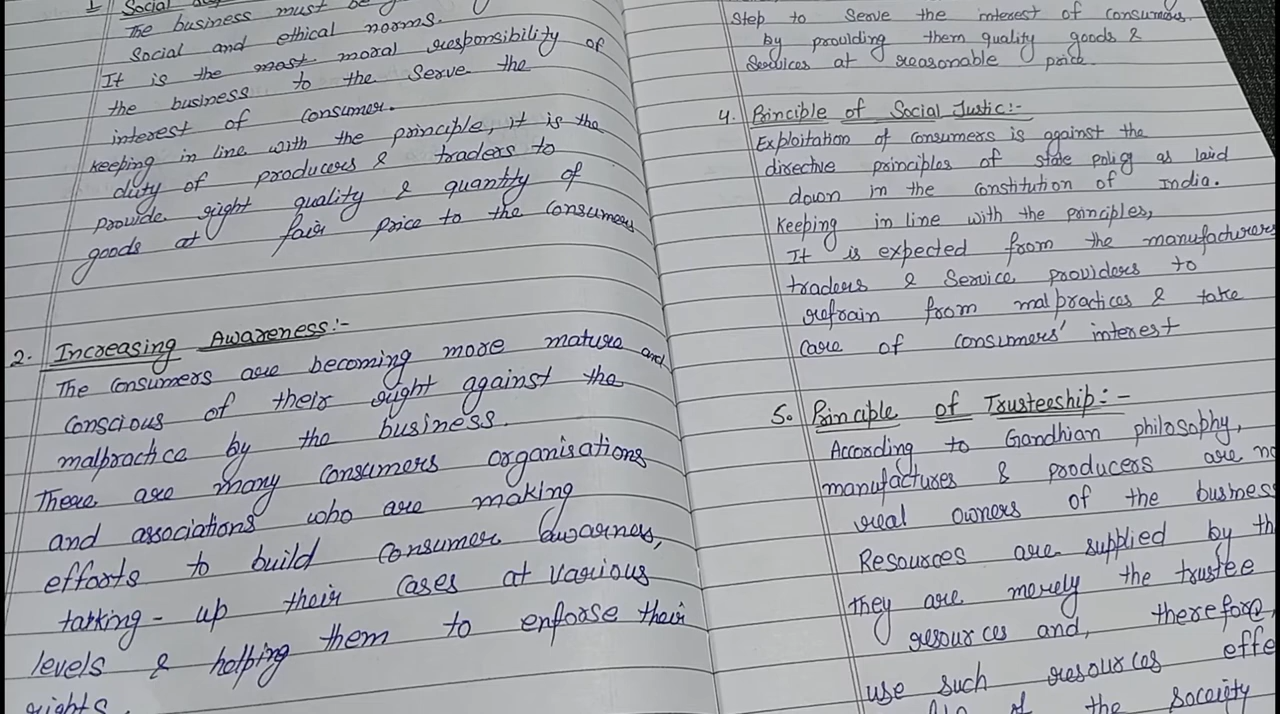 1 Social
The business must be
Social and ethical norms.
It is the most moral responsibility of
the business to the serve the
interest of consumer.
keeping in line with the principle, it is the
duty of producers & traders to
provide right quality & quantity of
goods at fair price to the consumers
2. Increasing Awareness:-
The consumers are becoming more mature and
conscious of their right against the
malpractice by the business.
There are many consumers organisations
and associations who are making
efforts to build consumer awarness,
tatking-up their cases at various
levels & helping them to enforse their
rights.
Step to Serve the interest of consumers
by providing them quality goods &
Services at reasonable price.
4. Principle of Social Justic:-
Exploitation of consumers is against the
directive principles of state policy as laid
down in the constitution of India.
Keeping in line with the principles,
It is expected from the manufacturers
traders & Service providers to
refrain from malpractices & take
care of consumers' interest
5. Principle of Trusteeship:-
According to Gandhian philosophy,
manufactures & producers are no
real owners of the business
Resources are supplied by th
they are merely the trustee
resources and, therefore,
use such resources effe
of the socceity